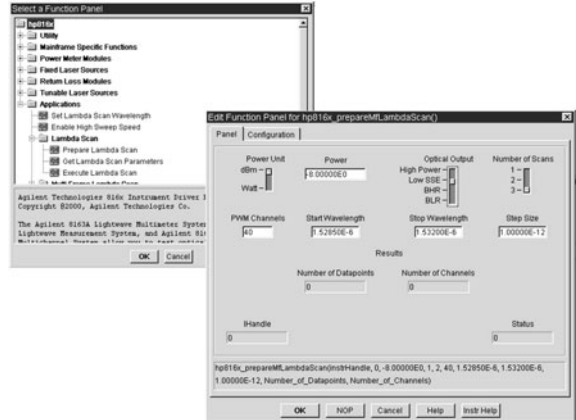 Select a Function Panel
hp816x
Utility
Mainframe Specific Functions
Power Meter Modules
Fixed Laser Sources
Return Loss Modules
Tunable Laser Sources
Applications
Set Lambda Scan Wavelength
Enable High Sweep Speed
Lambda Scan
Prepare Lambda Scan
Get Lambda Scan Parameters
Execute Lambda Scan
Agilent Technologies 816x Instrument Driver
Copyright @2000, Agilent Technologies Co.
The Agilent 8163A Lightwave Multimeter System
Lightwave Measurement System, and Agilent
Multichannel System allow you to test optical
OK Cancel
Edit Function Panel for hp816x_prepareMfLambdaScan()
Panel Configuration
Power Unit Power Optical Output Number of Scans
dBm -8.00000E0 High Power 1
Watt Low SSE 2
BHR 3
BLR
PWM Channels Start Wavelength Stop Wavelength Step Size
40 1.52850E-6 1.53200E-6 1.00000E-12
Results
Number of Datapoints Number of Channels
0 0
IHandle Status
0 0
hp816x_prepareMfLambdaScan(instrHandle, 0, -8.00000E0, 1, 2, 40, 1.52850E-6, 1.53200E-6,
1.00000E-12, Number_of_Datapoints, Number_of_Channels)
OK NOP Cancel Help Instr Help